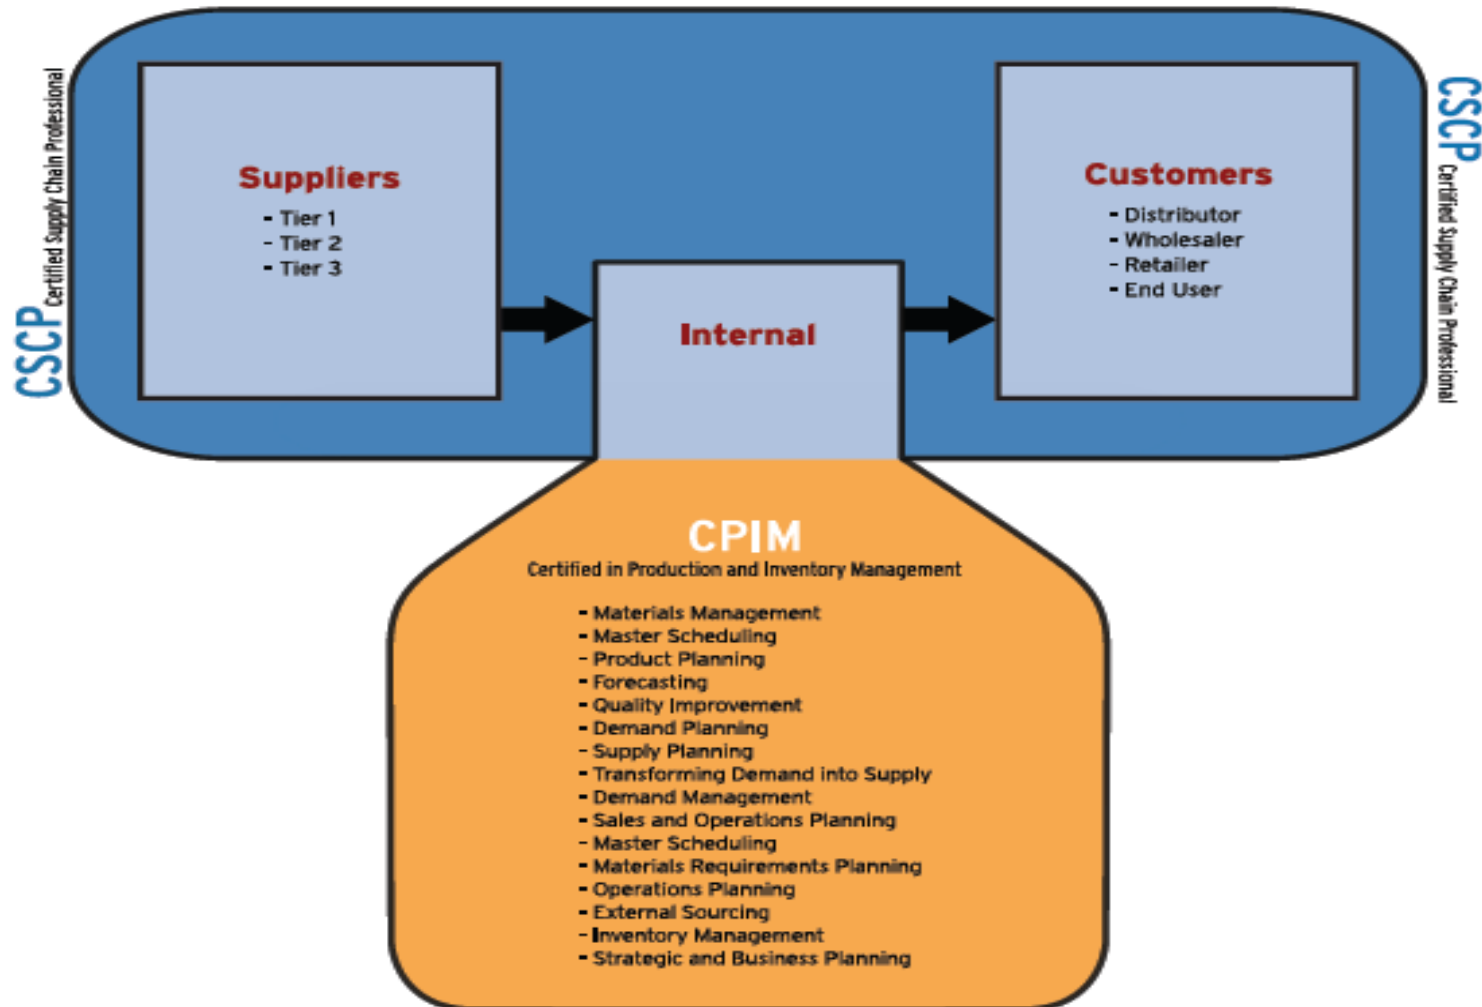 CSCP Certified Supply Chain Professional
Suppliers
- Tier 1
- Tier 2
- Tier 3
Internal
Customers
- Distributor
- Wholesaler
- Retailer
- End User
CSCP Certified Supply Chain Professional
CPIM
Certified in Production and Inventory Management
- Materials Management
- Master Scheduling
- Product Planning
- Forecasting
- Quality Improvement
- Demand Planning
- Supply Planning
- Transforming Demand into Supply
- Demand Management
- Sales and Operations Planning
- Master Scheduling
- Materials Requirements Planning
- Operations Planning
- External Sourcing
- Inventory Management
- Strategic and Business Planning